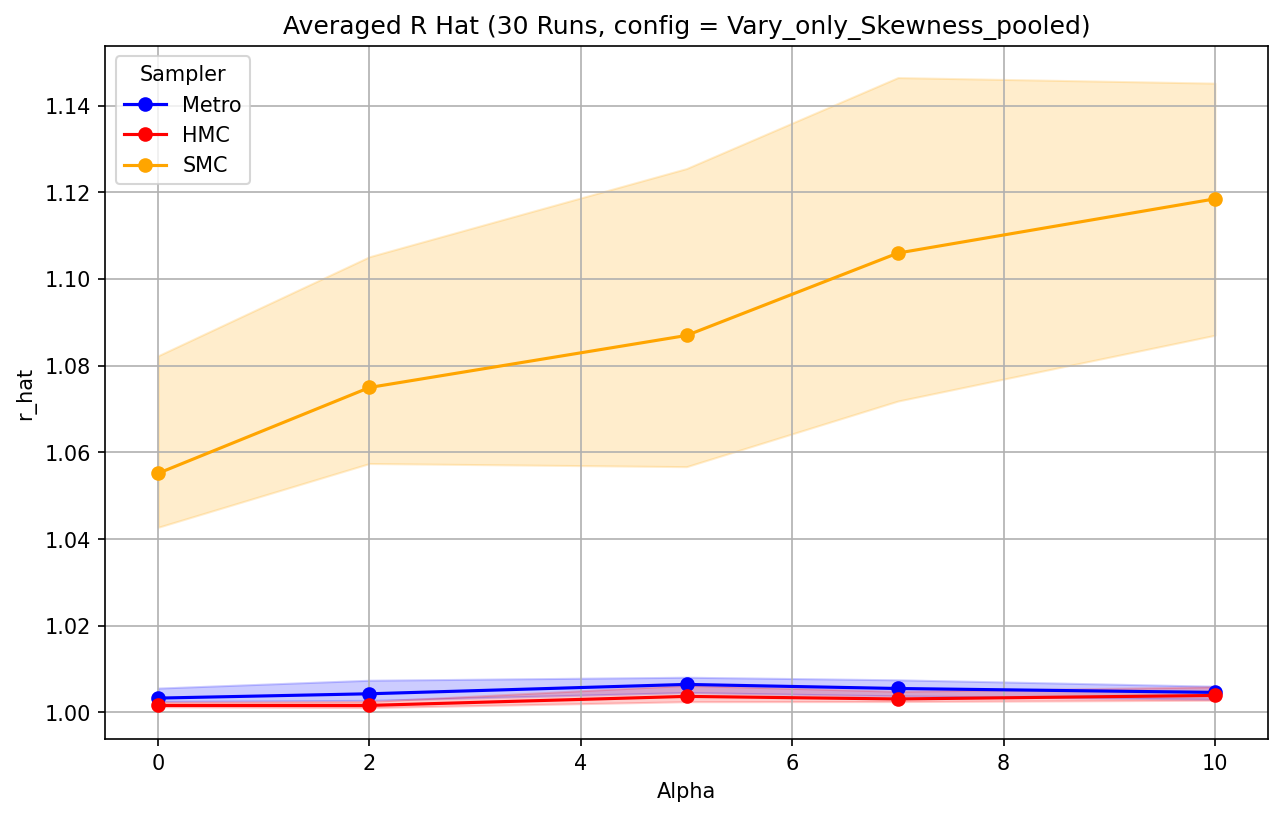 Averaged R Hat (30 Runs, config = Vary_only_Skewness_pooled)
Sampler
Metro
HMC
SMC
1.14
1.12
1.10
1.08
1.06
1.04
1.02
1.00
r_hat
0 2 4 6 8 10
Alpha